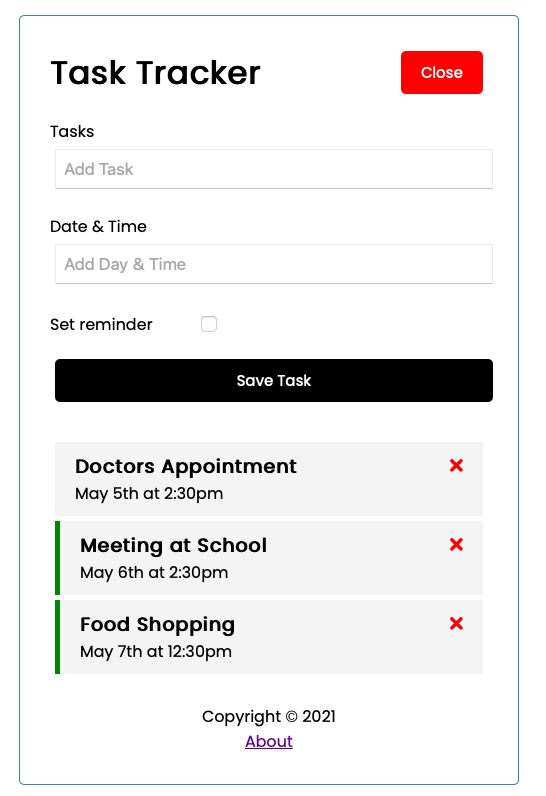 Task Tracker
Close
Tasks
Add Task
Date & Time
Add Day & Time
Set reminder
Save Task
Doctors Appointment
May 5th at 2:30pm
Meeting at School
May 6th at 2:30pm
Food Shopping
May 7th at 12:30pm
Copyright © 2021
About